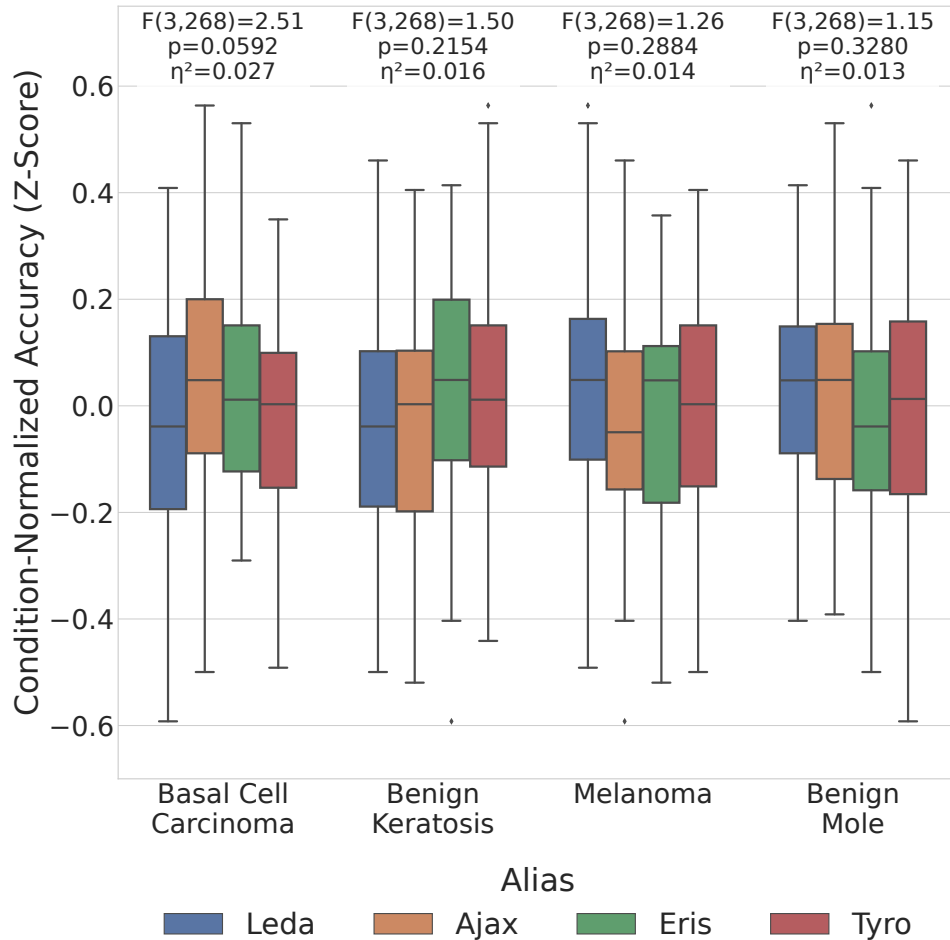 F(3,268)=2.51
p=0.0592
η²=0.027
F(3,268)=1.50
p=0.2154
η²=0.016
F(3,268)=1.26
p=0.2884
η²=0.014
F(3,268)=1.15
p=0.3280
η²=0.013
Condition-Normalized Accuracy (Z-Score)
0.6
0.4
0.2
0.0
−0.2
−0.4
−0.6
Basal Cell
Carcinoma
Benign
Keratosis
Melanoma
Benign
Mole
Alias
Leda
Ajax
Eris
Tyro